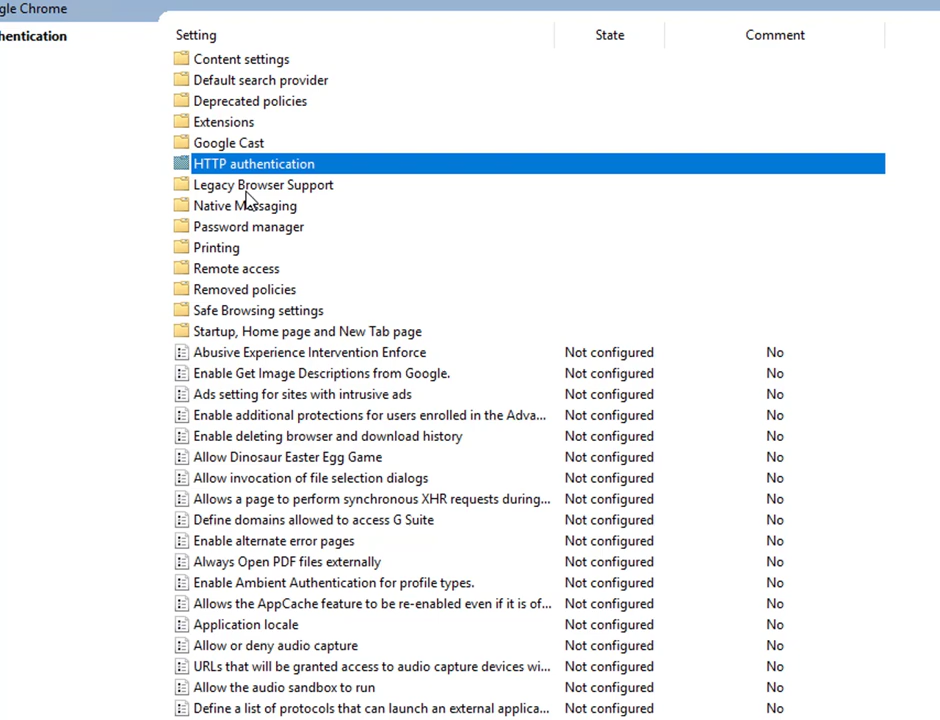 gle Chrome
hentication
Setting State Comment
Content settings
Default search provider
Deprecated policies
Extensions
Google Cast
HTTP authentication
Legacy Browser Support
Native Messaging
Password manager
Printing
Remote access
Removed policies
Safe Browsing settings
Startup, Home page and New Tab page
Abusive Experience Intervention Enforce Not configured No
Enable Get Image Descriptions from Google. Not configured No
Ads setting for sites with intrusive ads Not configured No
Enable additional protections for users enrolled in the Adva... Not configured No
Enable deleting browser and download history Not configured No
Allow Dinosaur Easter Egg Game Not configured No
Allow invocation of file selection dialogs Not configured No
Allows a page to perform synchronous XHR requests during... Not configured No
Define domains allowed to access G Suite Not configured No
Enable alternate error pages Not configured No
Always Open PDF files externally Not configured No
Enable Ambient Authentication for profile types. Not configured No
Allows the AppCache feature to be re-enabled even if it is of... Not configured No
Application locale Not configured No
Allow or deny audio capture Not configured No
URLs that will be granted access to audio capture devices wi... Not configured No
Allow the audio sandbox to run Not configured No
Define a list of protocols that can launch an external applica... Not configured No